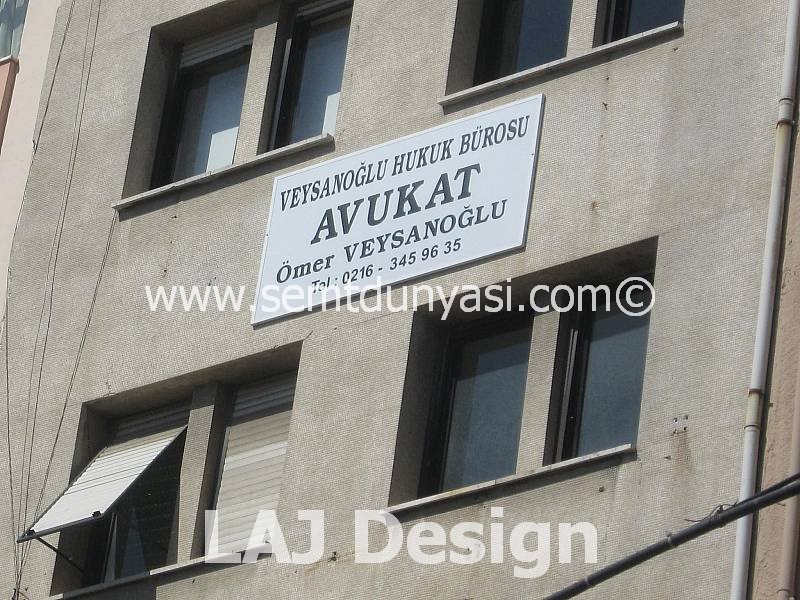 VEYSANOĞLU HUKUK BÜROSU
AVUKAT
Ömer VEYSANOĞLU
Tel : 0216 - 345 96 35
www.semtdunyasi.com©
LAJ Design